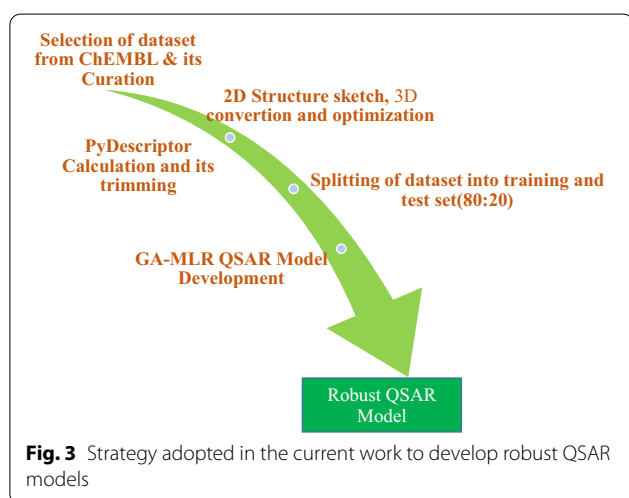 Selection of dataset
from ChEMBL & its
Curation
2D Structure sketch, 3D
convertion and optimization
PyDescriptor
Calculation and its
trimming
Splitting of dataset into training and
test set(80:20)
GA-MLR QSAR Model
Development
Robust QSAR
Model
Fig. 3 Strategy adopted in the current work to develop robust QSAR
models